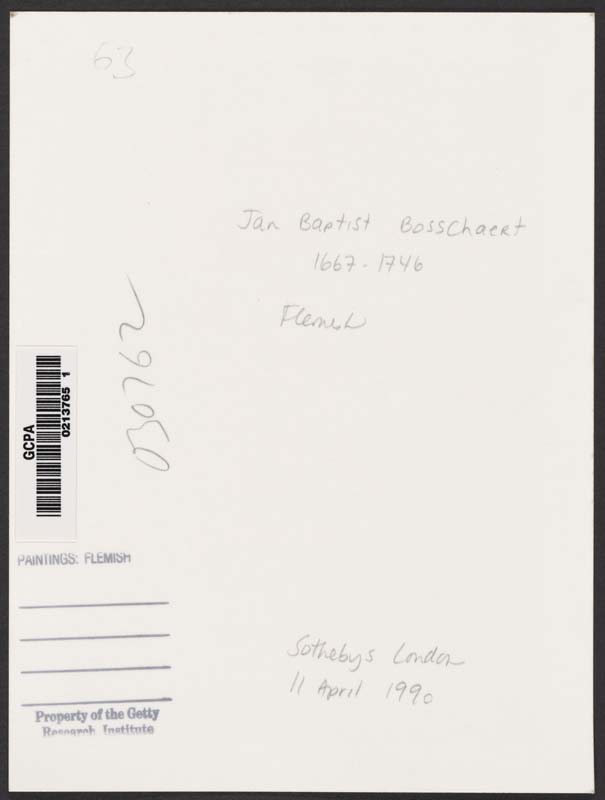 63
Jan Baptist Bosschaert
1667-1746
Flemish
030762
GCPA
0213765 1
PAINTINGS: FLEMISH
Sothebys London
11 April 1990
Property of the Getty
Research Institute